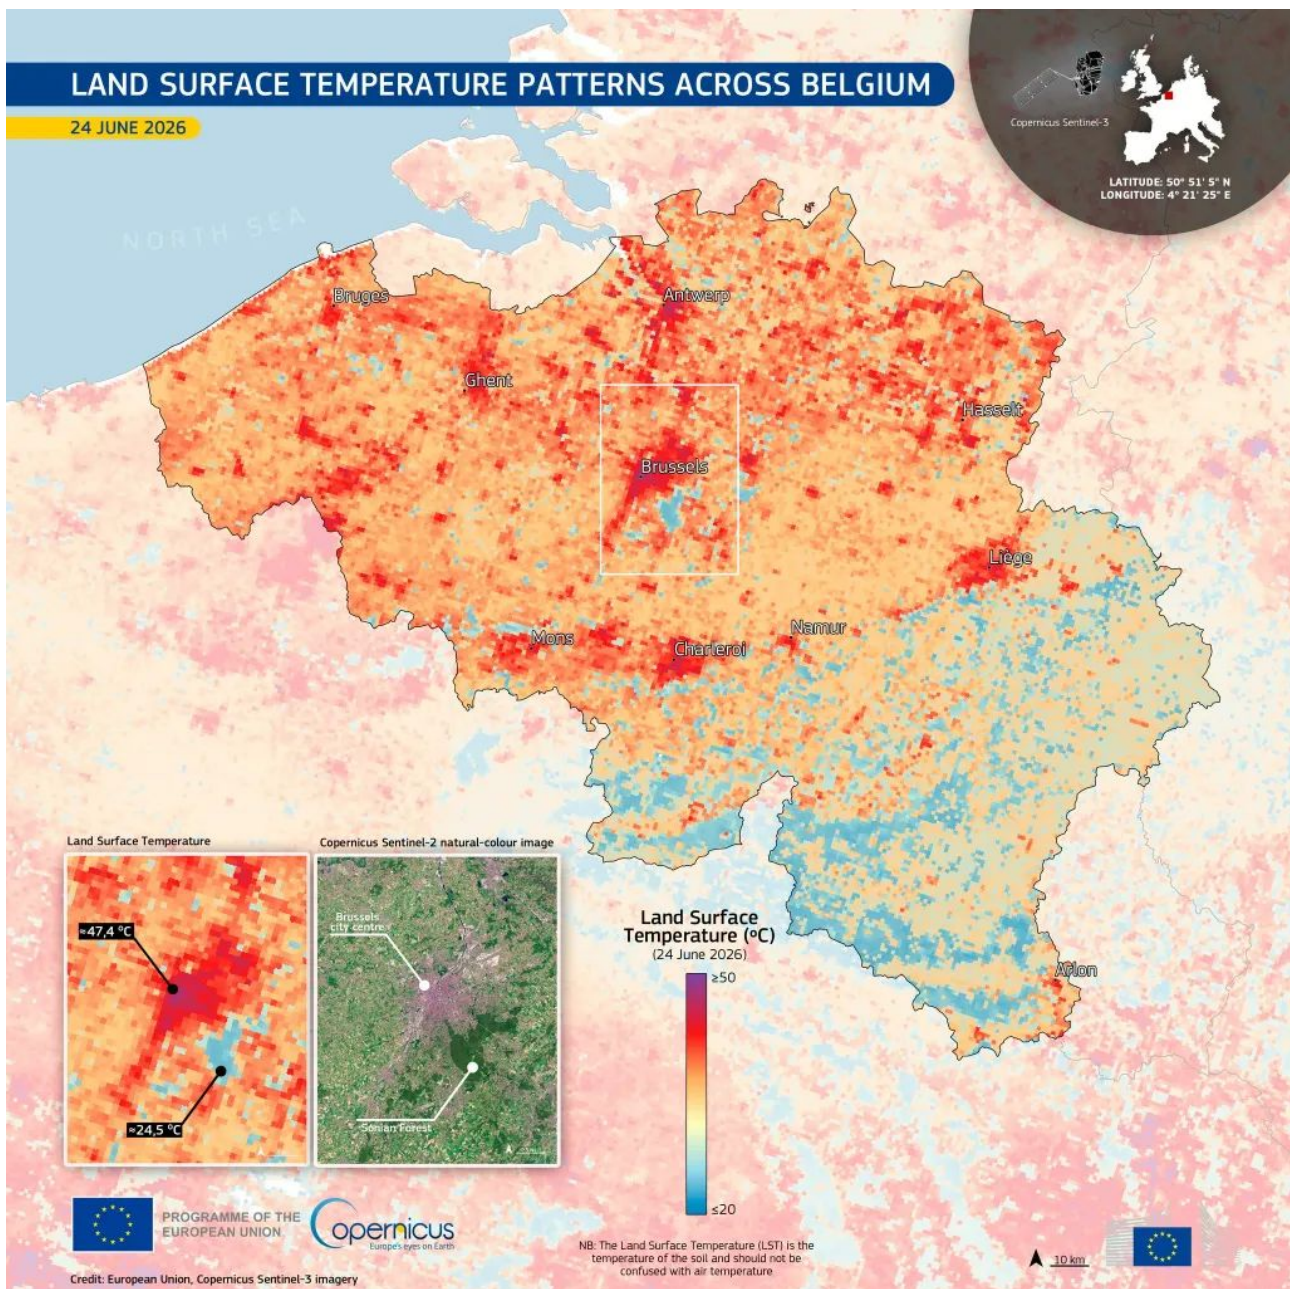 LAND SURFACE TEMPERATURE PATTERNS ACROSS BELGIUM
24 JUNE 2026
Copernicus Sentinel-3
LATITUDE: 50° 51' 5" N
LONGITUDE: 4° 21' 25" E
NORTH SEA
Bruges
Antwerp
Ghent
Hasselt
Brussels
Liège
Mons
Namur
Charleroi
Arlon
Land Surface Temperature
≈47,4 ºC
≈24,5 ºC
Copernicus Sentinel-2 natural-colour image
Brussels
city centre
Sonian Forest
Land Surface
Temperature (ºC)
(24 June 2026)
≥50
≤20
PROGRAMME OF THE
EUROPEAN UNION
opernicus
Europe's eyes on Earth
NB: The Land Surface Temperature (LST) is the
temperature of the soil and should not be
confused with air temperature
10 km
Credit: European Union, Copernicus Sentinel-3 imagery